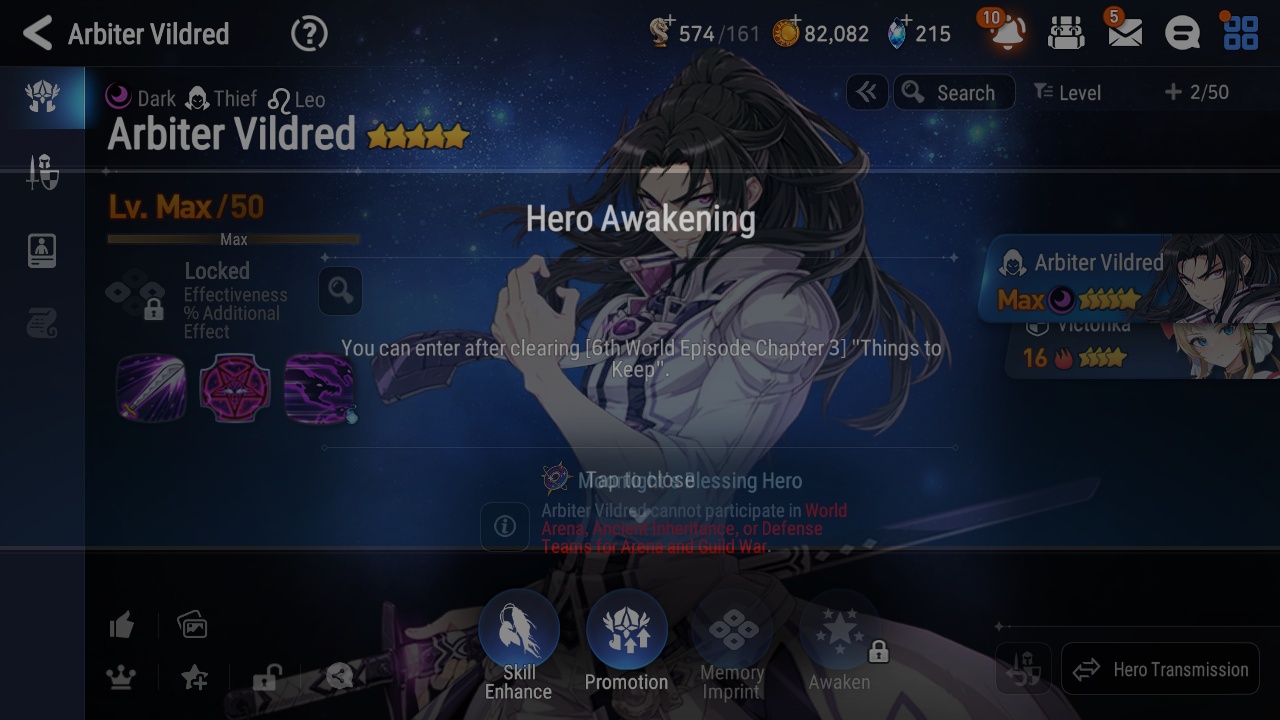 Arbiter Vildred
574/161
82,082
215
10
5
Dark Thief Leo
Arbiter Vildred
Search
Level
2/50
Lv. Max/50
Max
Hero Awakening
Locked
Effectiveness
% Additional
Effect
Arbiter Vildred
Max
Victorika
16
You can enter after clearing [6th World Episode Chapter 3] "Things to
Keep".
Tap to close
Moonlight's Blessing Hero
Arbiter Vildred cannot participate in World
Arena, Ancient Inheritance, or Defense
Teams for Arena and Guild War.
Skill
Enhance
Promotion
Memory
Imprint
Awaken
Hero Transmission